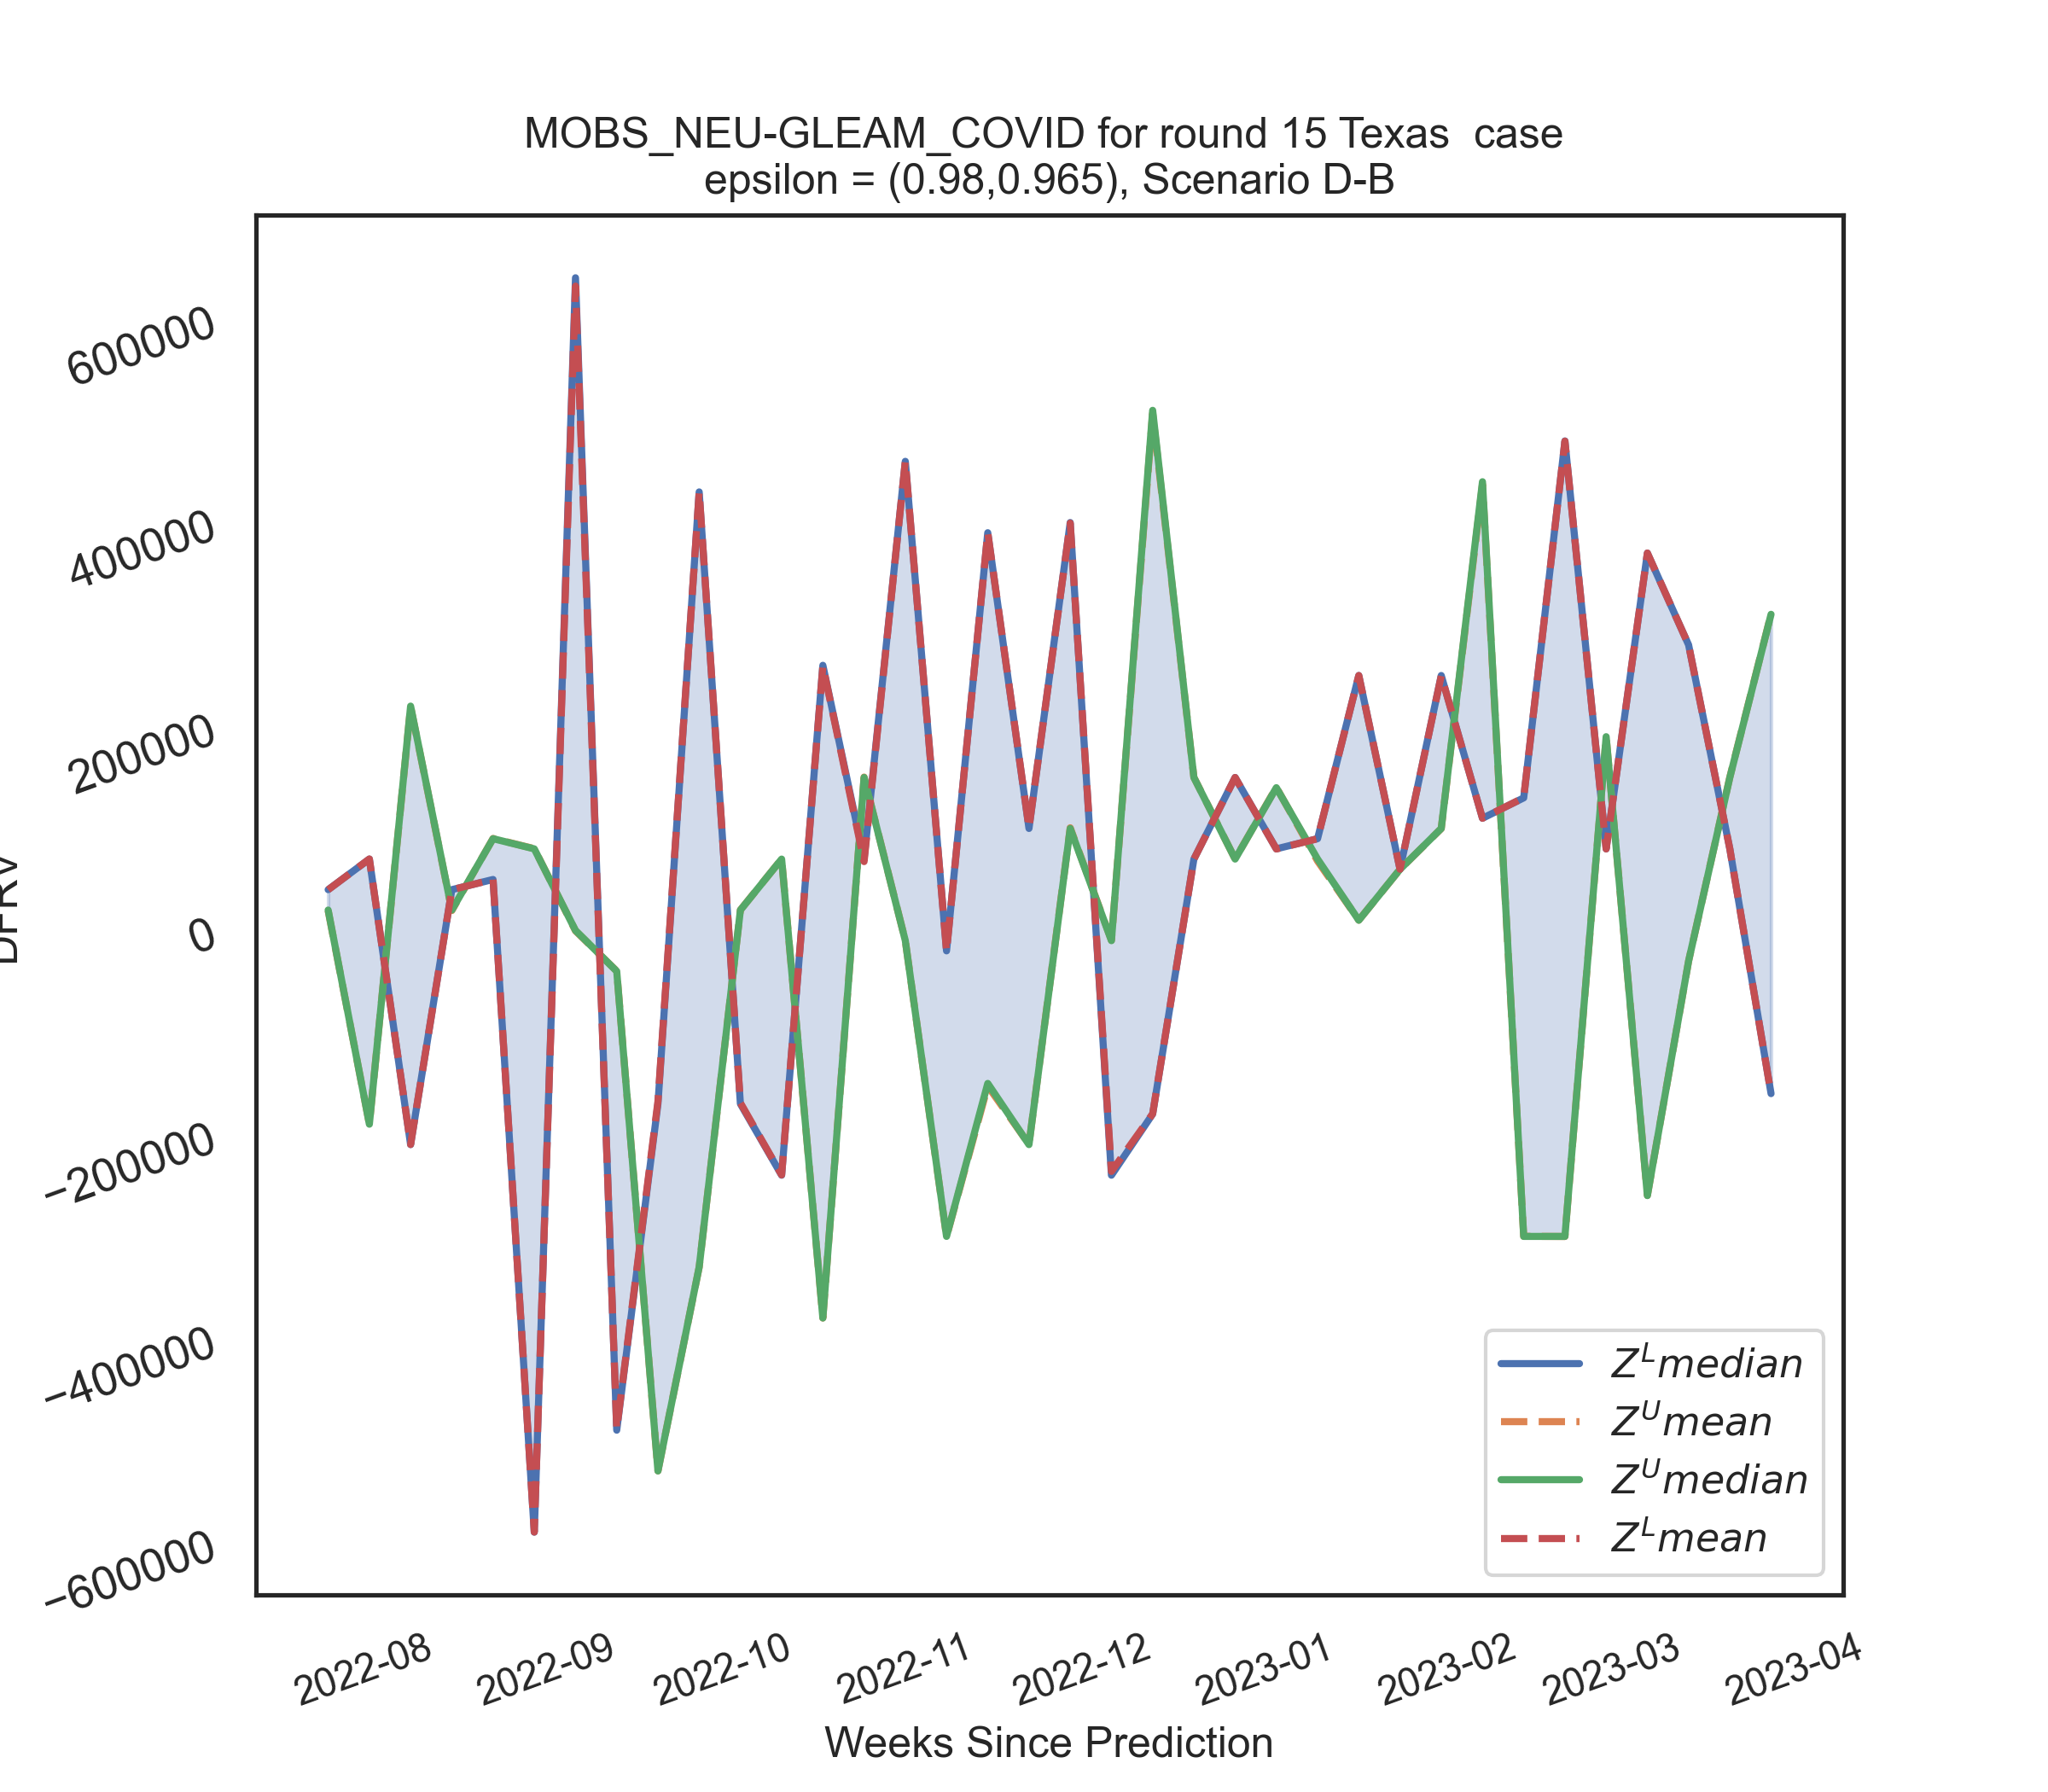 MOBS_NEU-GLEAM_COVID for round 15 Texas  case
epsilon = (0.98,0.965), Scenario D-B
600000
400000
200000
0
−200000
−400000
−600000
Z^L median
Z^U mean
Z^U median
Z^L mean
2022-08
2022-09
2022-10
2022-11
2022-12
2023-01
2023-02
2023-03
2023-04
Weeks Since Prediction